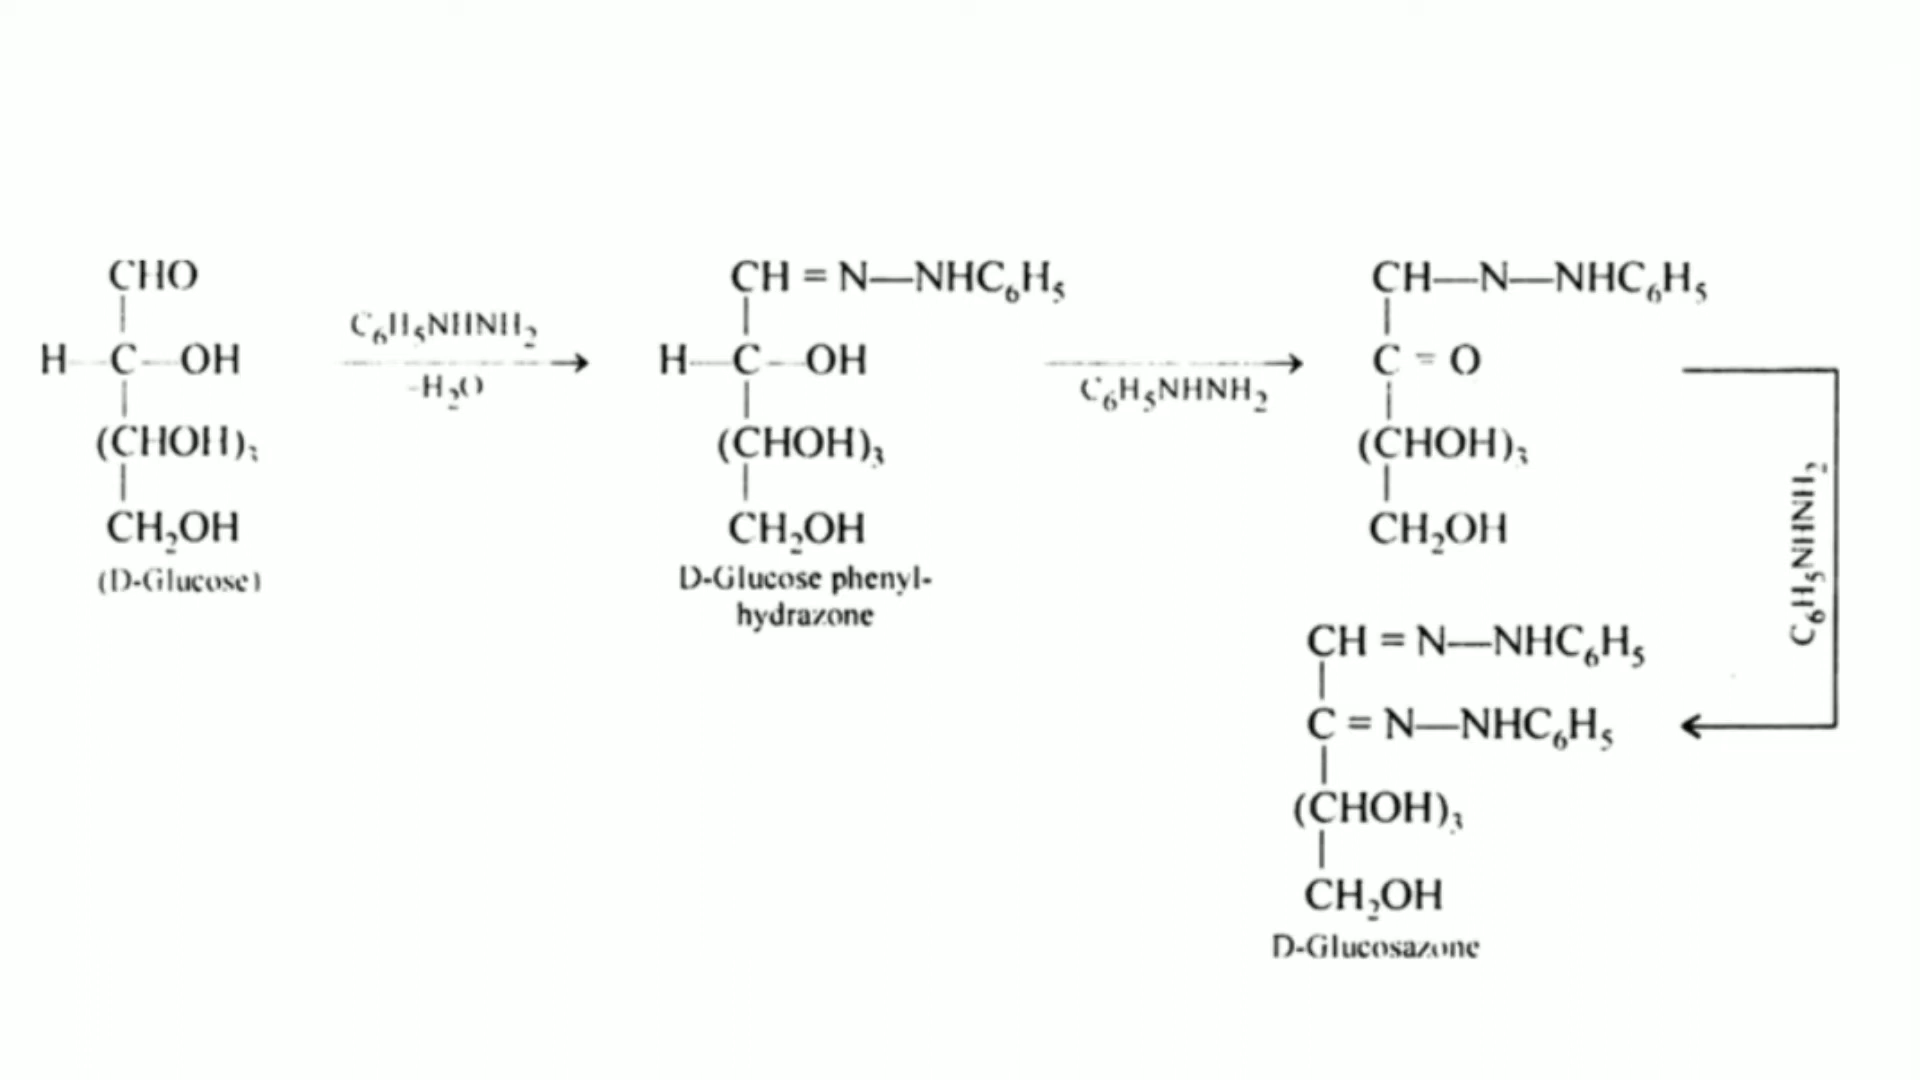 CHO
H C OH
(CHOH)₃
CH₂OH
(D-Glucose)
C₆H₅NHNH₂
-H₂O
CH = N—NHC₆H₅
H—C—OH
(CHOH)₃
CH₂OH
D-Glucose phenyl-
hydrazone
C₆H₅NHNH₂
CH—N—NHC₆H₅
C = O
(CHOH)₃
CH₂OH
C₆H₅NHNH₂
CH = N—NHC₆H₅
C = N—NHC₆H₅
(CHOH)₃
CH₂OH
D-Glucosazone